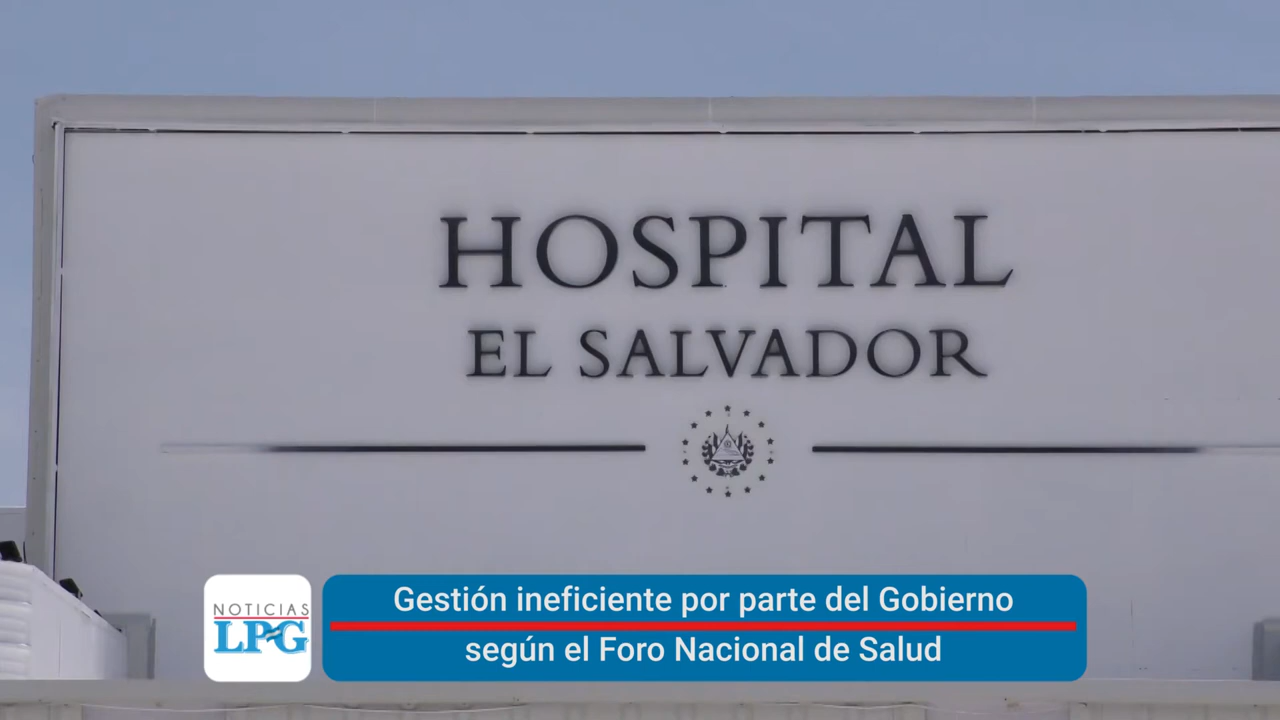 HOSPITAL
EL SALVADOR
NOTICIAS
LPG
Gestión ineficiente por parte del Gobierno
según el Foro Nacional de Salud